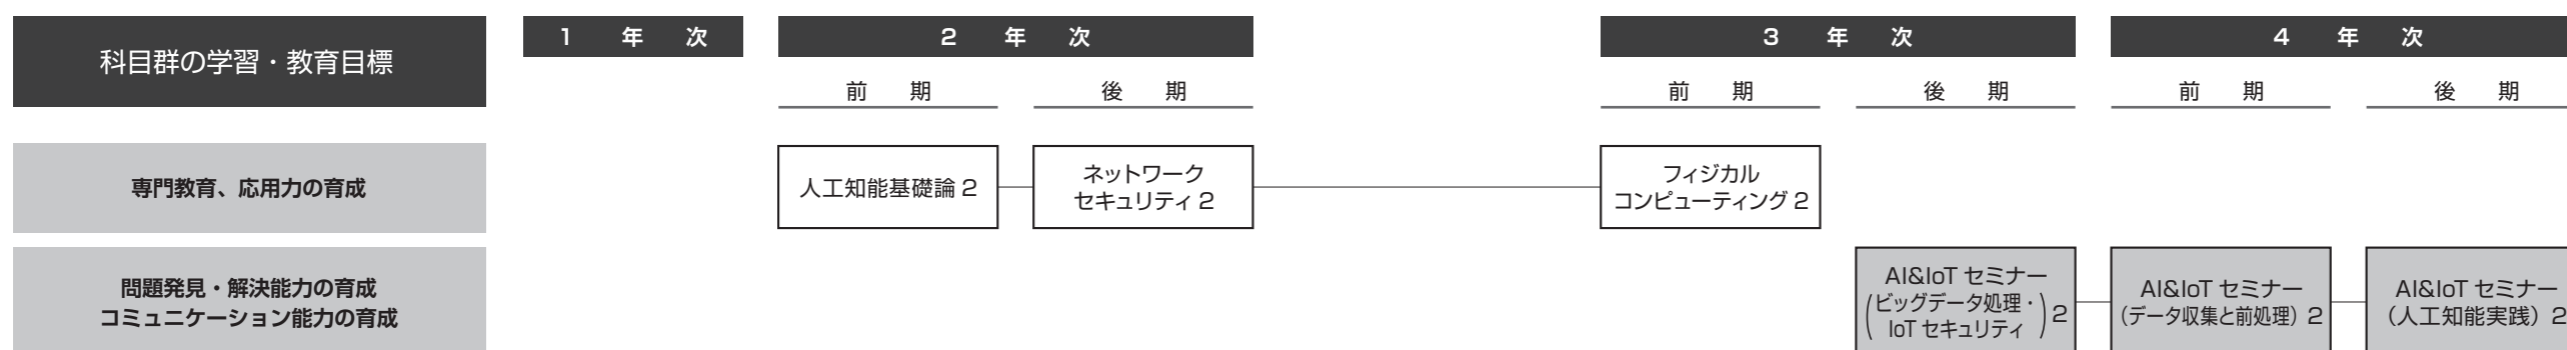 科目群の学習・教育目標
1 年 次
2 年 次
3 年 次
4 年 次
前 期
後 期
前 期
後 期
前 期
後 期
専門教育、応用力の育成
人工知能基礎論 2
ネットワーク
セキュリティ 2
フィジカル
コンピューティング 2
問題発見・解決能力の育成
コミュニケーション能力の育成
AI&IoT セミナー
(ビッグデータ処理・
IoT セキュリティ) 2
AI&IoT セミナー
(データ収集と前処理) 2
AI&IoT セミナー
(人工知能実践) 2